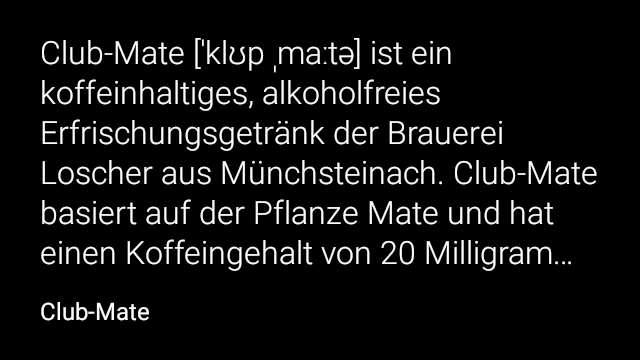 Club-Mate [ˈklʊp ˌmaːtə] ist ein
koffeinhaltiges, alkoholfreies
Erfrischungsgetränk der Brauerei
Loscher aus Münchsteinach. Club-Mate
basiert auf der Pflanze Mate und hat
einen Koffeingehalt von 20 Milligram…
Club-Mate